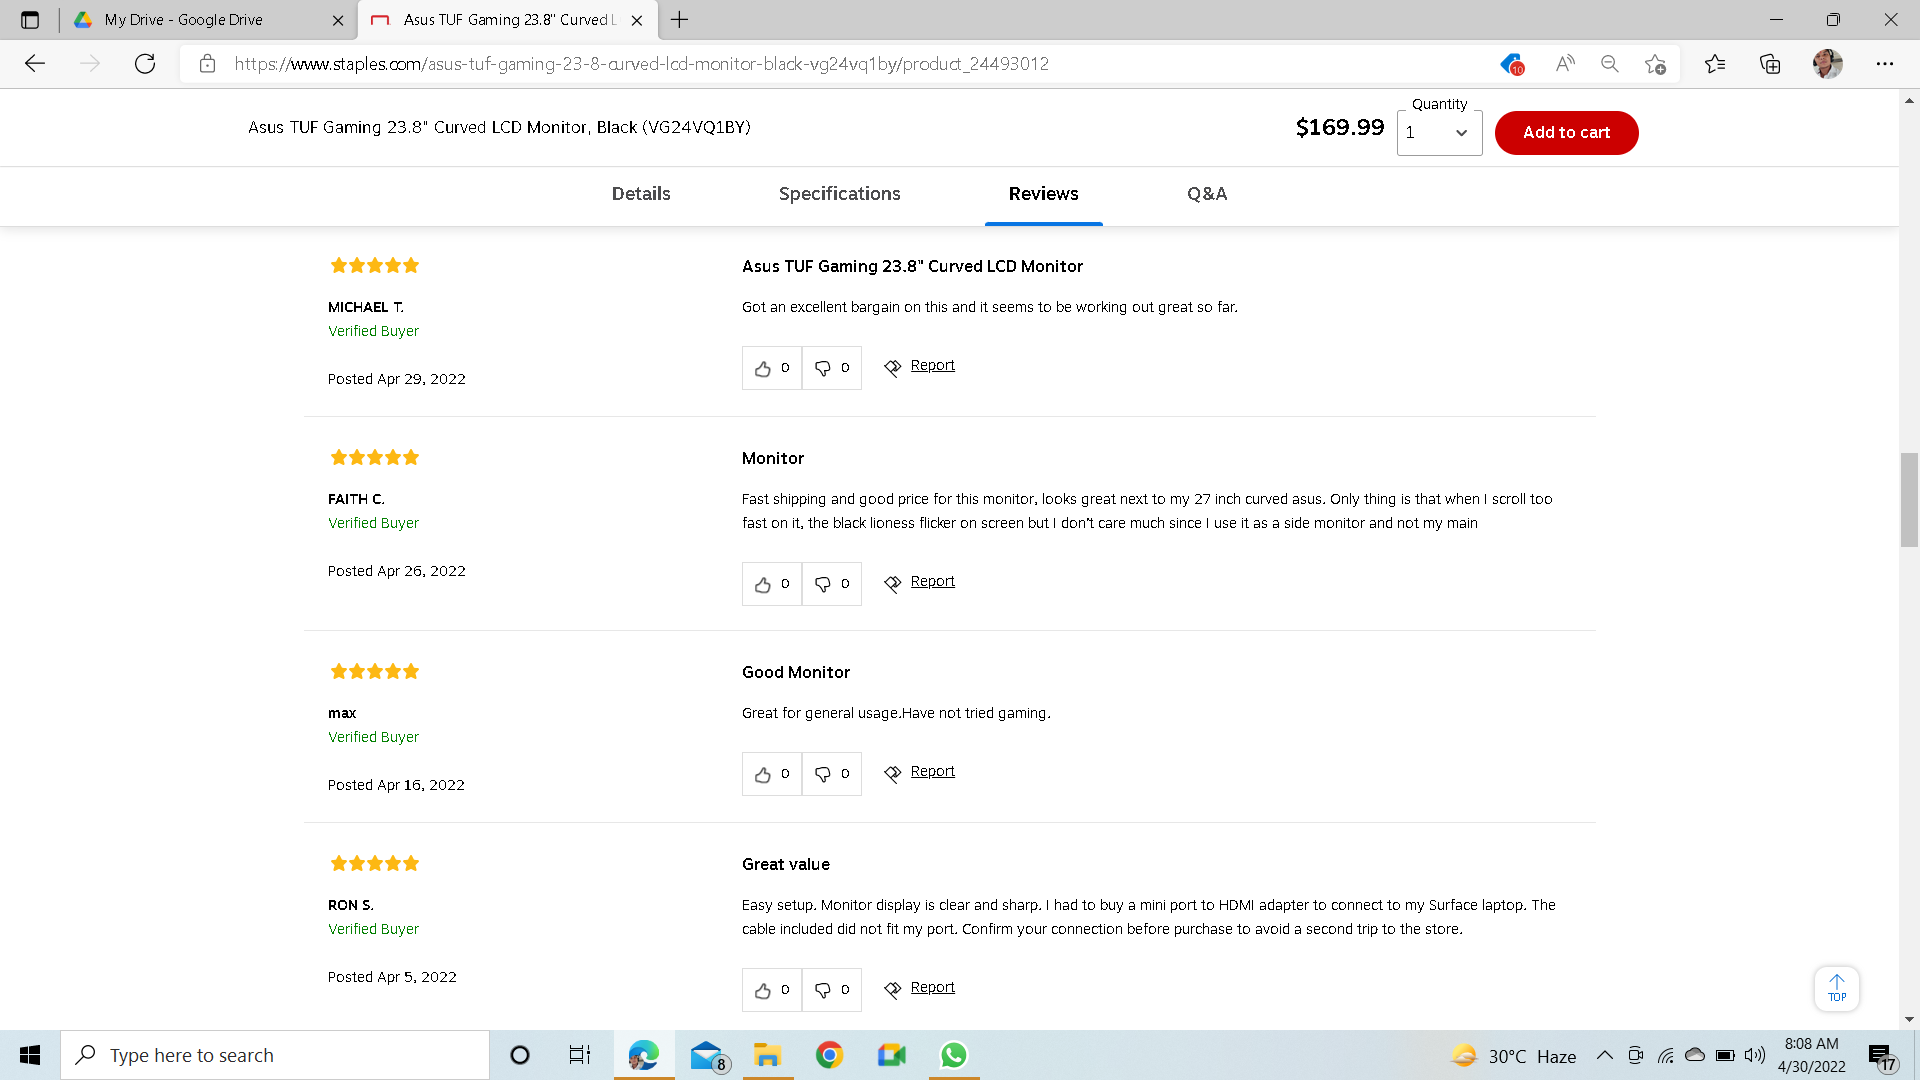 My Drive - Google Drive
Asus TUF Gaming 23.8" Curved L
https://www.staples.com/asus-tuf-gaming-23-8-curved-lcd-monitor-black-vg24vq1by/product_24493012
10
Asus TUF Gaming 23.8" Curved LCD Monitor, Black (VG24VQ1BY)
$169.99
Quantity
1
Add to cart
Details
Specifications
Reviews
Q&A
Asus TUF Gaming 23.8" Curved LCD Monitor
MICHAEL T.
Got an excellent bargain on this and it seems to be working out great so far.
Verified Buyer
0
0
Report
Posted Apr 29, 2022
Monitor
FAITH C.
Fast shipping and good price for this monitor, looks great next to my 27 inch curved asus. Only thing is that when I scroll too
Verified Buyer
fast on it, the black lioness flicker on screen but I don't care much since I use it as a side monitor and not my main
Posted Apr 26, 2022
0
0
Report
Good Monitor
max
Great for general usage.Have not tried gaming.
Verified Buyer
0
0
Report
Posted Apr 16, 2022
Great value
RON S.
Easy setup. Monitor display is clear and sharp. I had to buy a mini port to HDMI adapter to connect to my Surface laptop. The
Verified Buyer
cable included did not fit my port. Confirm your connection before purchase to avoid a second trip to the store.
Posted Apr 5, 2022
0
0
Report
TOP
Type here to search
8
30°C Haze
8:08 AM
4/30/2022
17